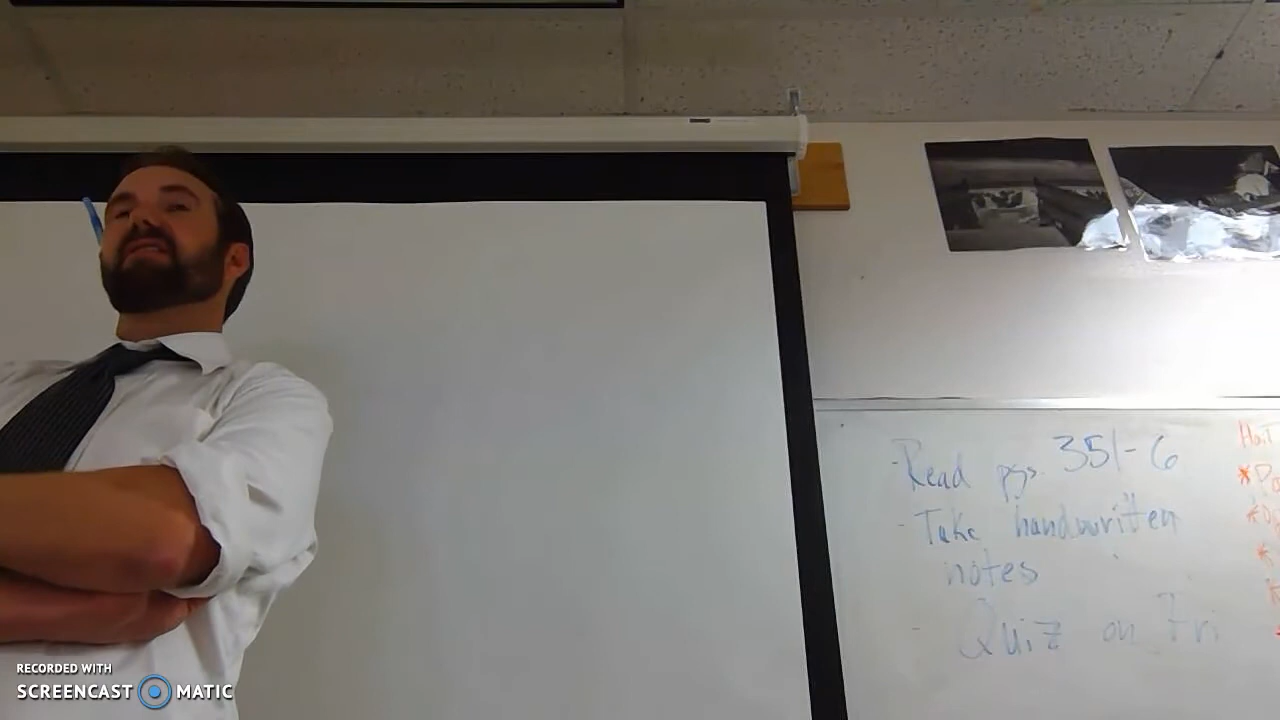 - Read pgs. 351-6
- Take handwritten
notes
- Quiz on Fri
RECORDED WITH
SCREENCAST MATIC